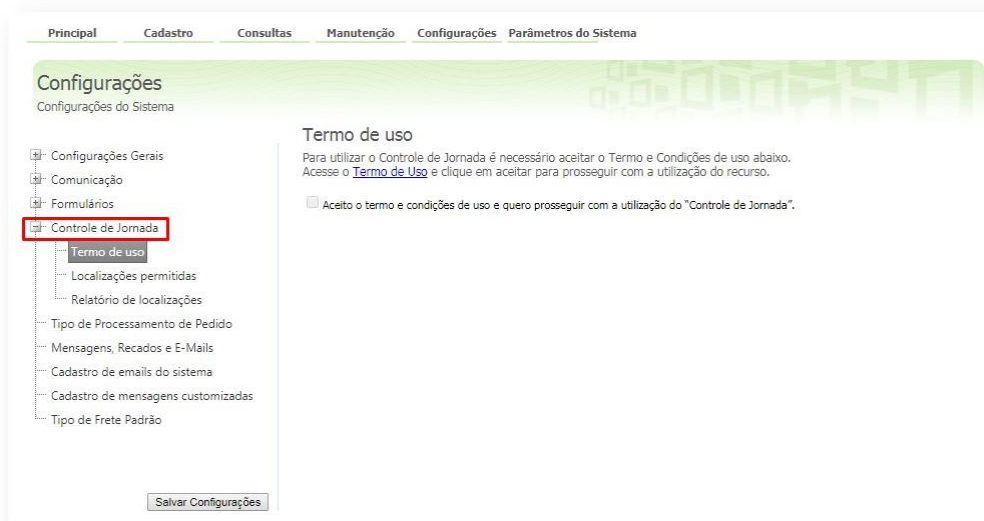 Principal Cadastro Consultas Manutenção Configurações Parâmetros do Sistema
Configurações
Configurações do Sistema
Configurações Gerais
Comunicação
Formulários
Controle de Jornada
Termo de uso
Localizações permitidas
Relatório de localizações
Tipo de Processamento de Pedido
Mensagens, Recados e E-Mails
Cadastro de emails do sistema
Cadastro de mensagens customizadas
Tipo de Frete Padrão
Salvar Configurações
Termo de uso
Para utilizar o Controle de Jornada é necessário aceitar o Termo e Condições de uso abaixo.
Acesse o Termo de Uso e clique em aceitar para prosseguir com a utilização do recurso.
Aceito o termo e condições de uso e quero prosseguir com a utilização do "Controle de Jornada".